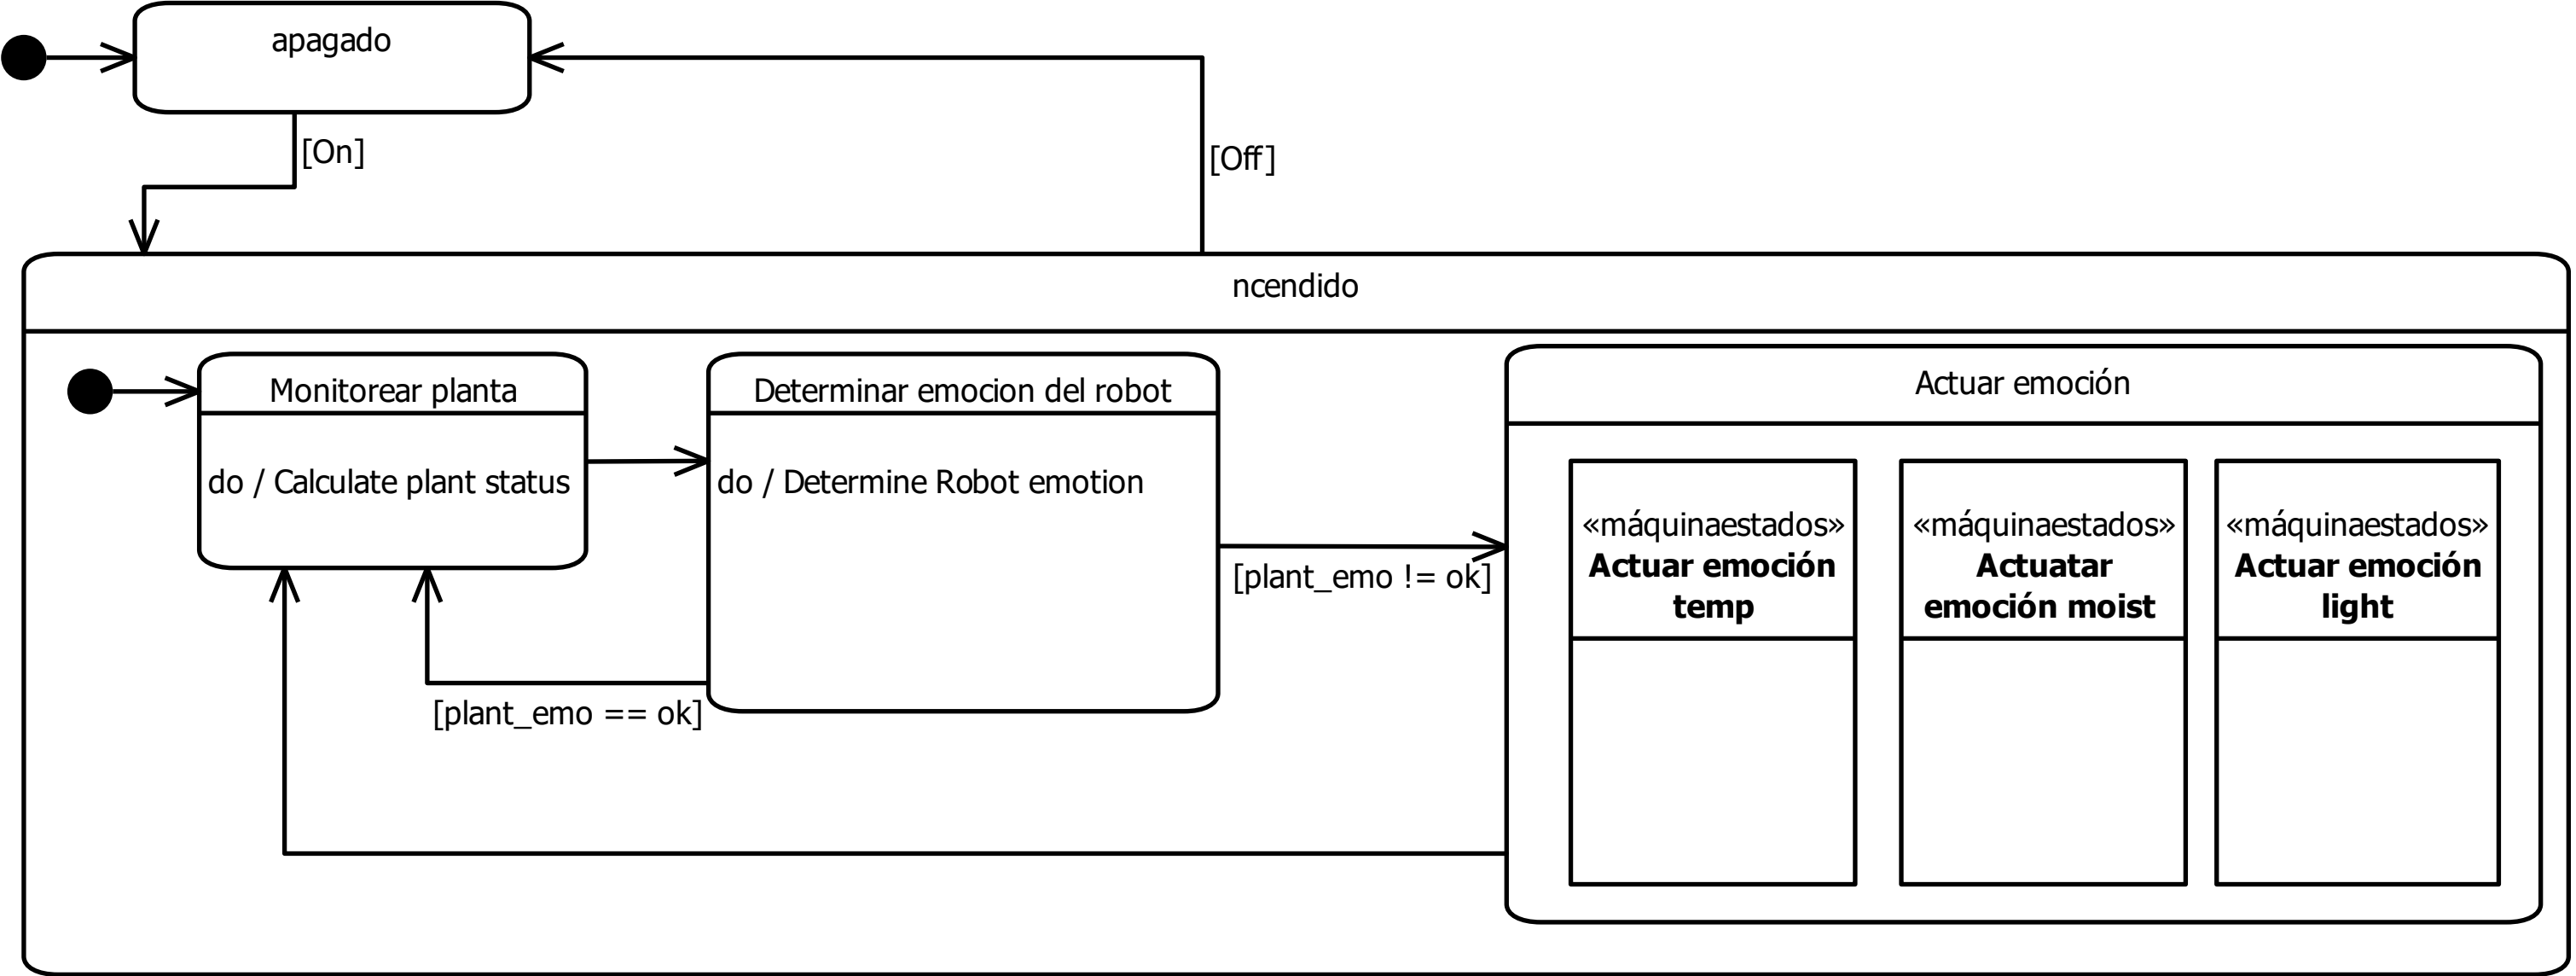 apagado
[On]
[Off]
ncendido
Monitorear planta
do / Calculate plant status
Determinar emocion del robot
do / Determine Robot emotion
[plant_emo == ok]
[plant_emo != ok]
Actuar emoción
«máquinaestados»
Actuar emoción
temp
«máquinaestados»
Actuatar
emoción moist
«máquinaestados»
Actuar emoción
light